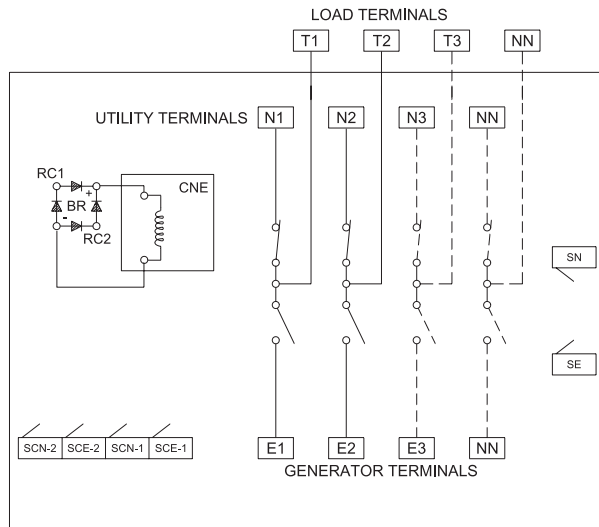 LOAD TERMINALS
T1 T2 T3 NN
UTILITY TERMINALS N1 N2 N3 NN
RC1
CNE
+
BR
-
RC2
SN
SE
SCN-2 SCE-2 SCN-1 SCE-1
E1 E2 E3 NN
GENERATOR TERMINALS